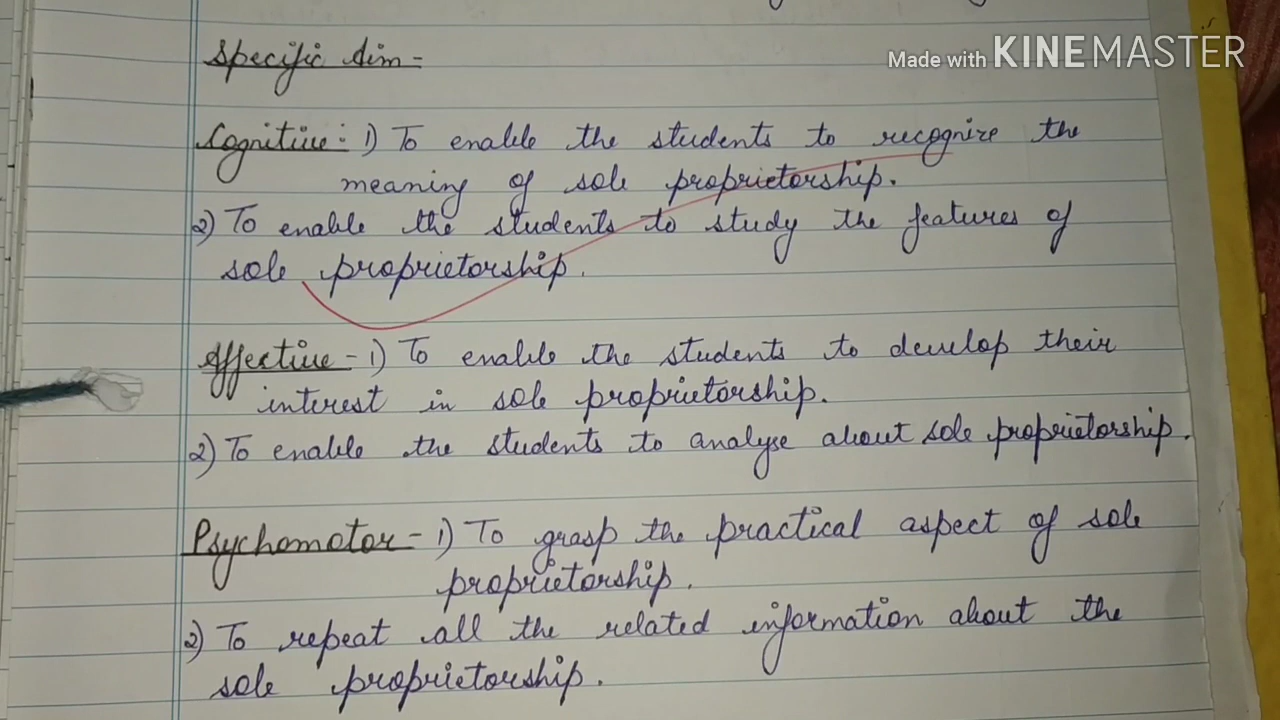 Specific Aim -
Made with KINEMASTER
Cognitive :- 1) To enable the students to recognize the
meaning of sole proprietorship.
2) To enable the students to study the features of
sole proprietorship.
Affective - 1) To enable the students to develop their
interest in sole proprietorship.
2) To enable the students to analyse about sole proprietorship.
Psychomotor - 1) To grasp the practical aspect of sole
proprietorship.
2) To repeat all the related information about the
sole proprietorship.